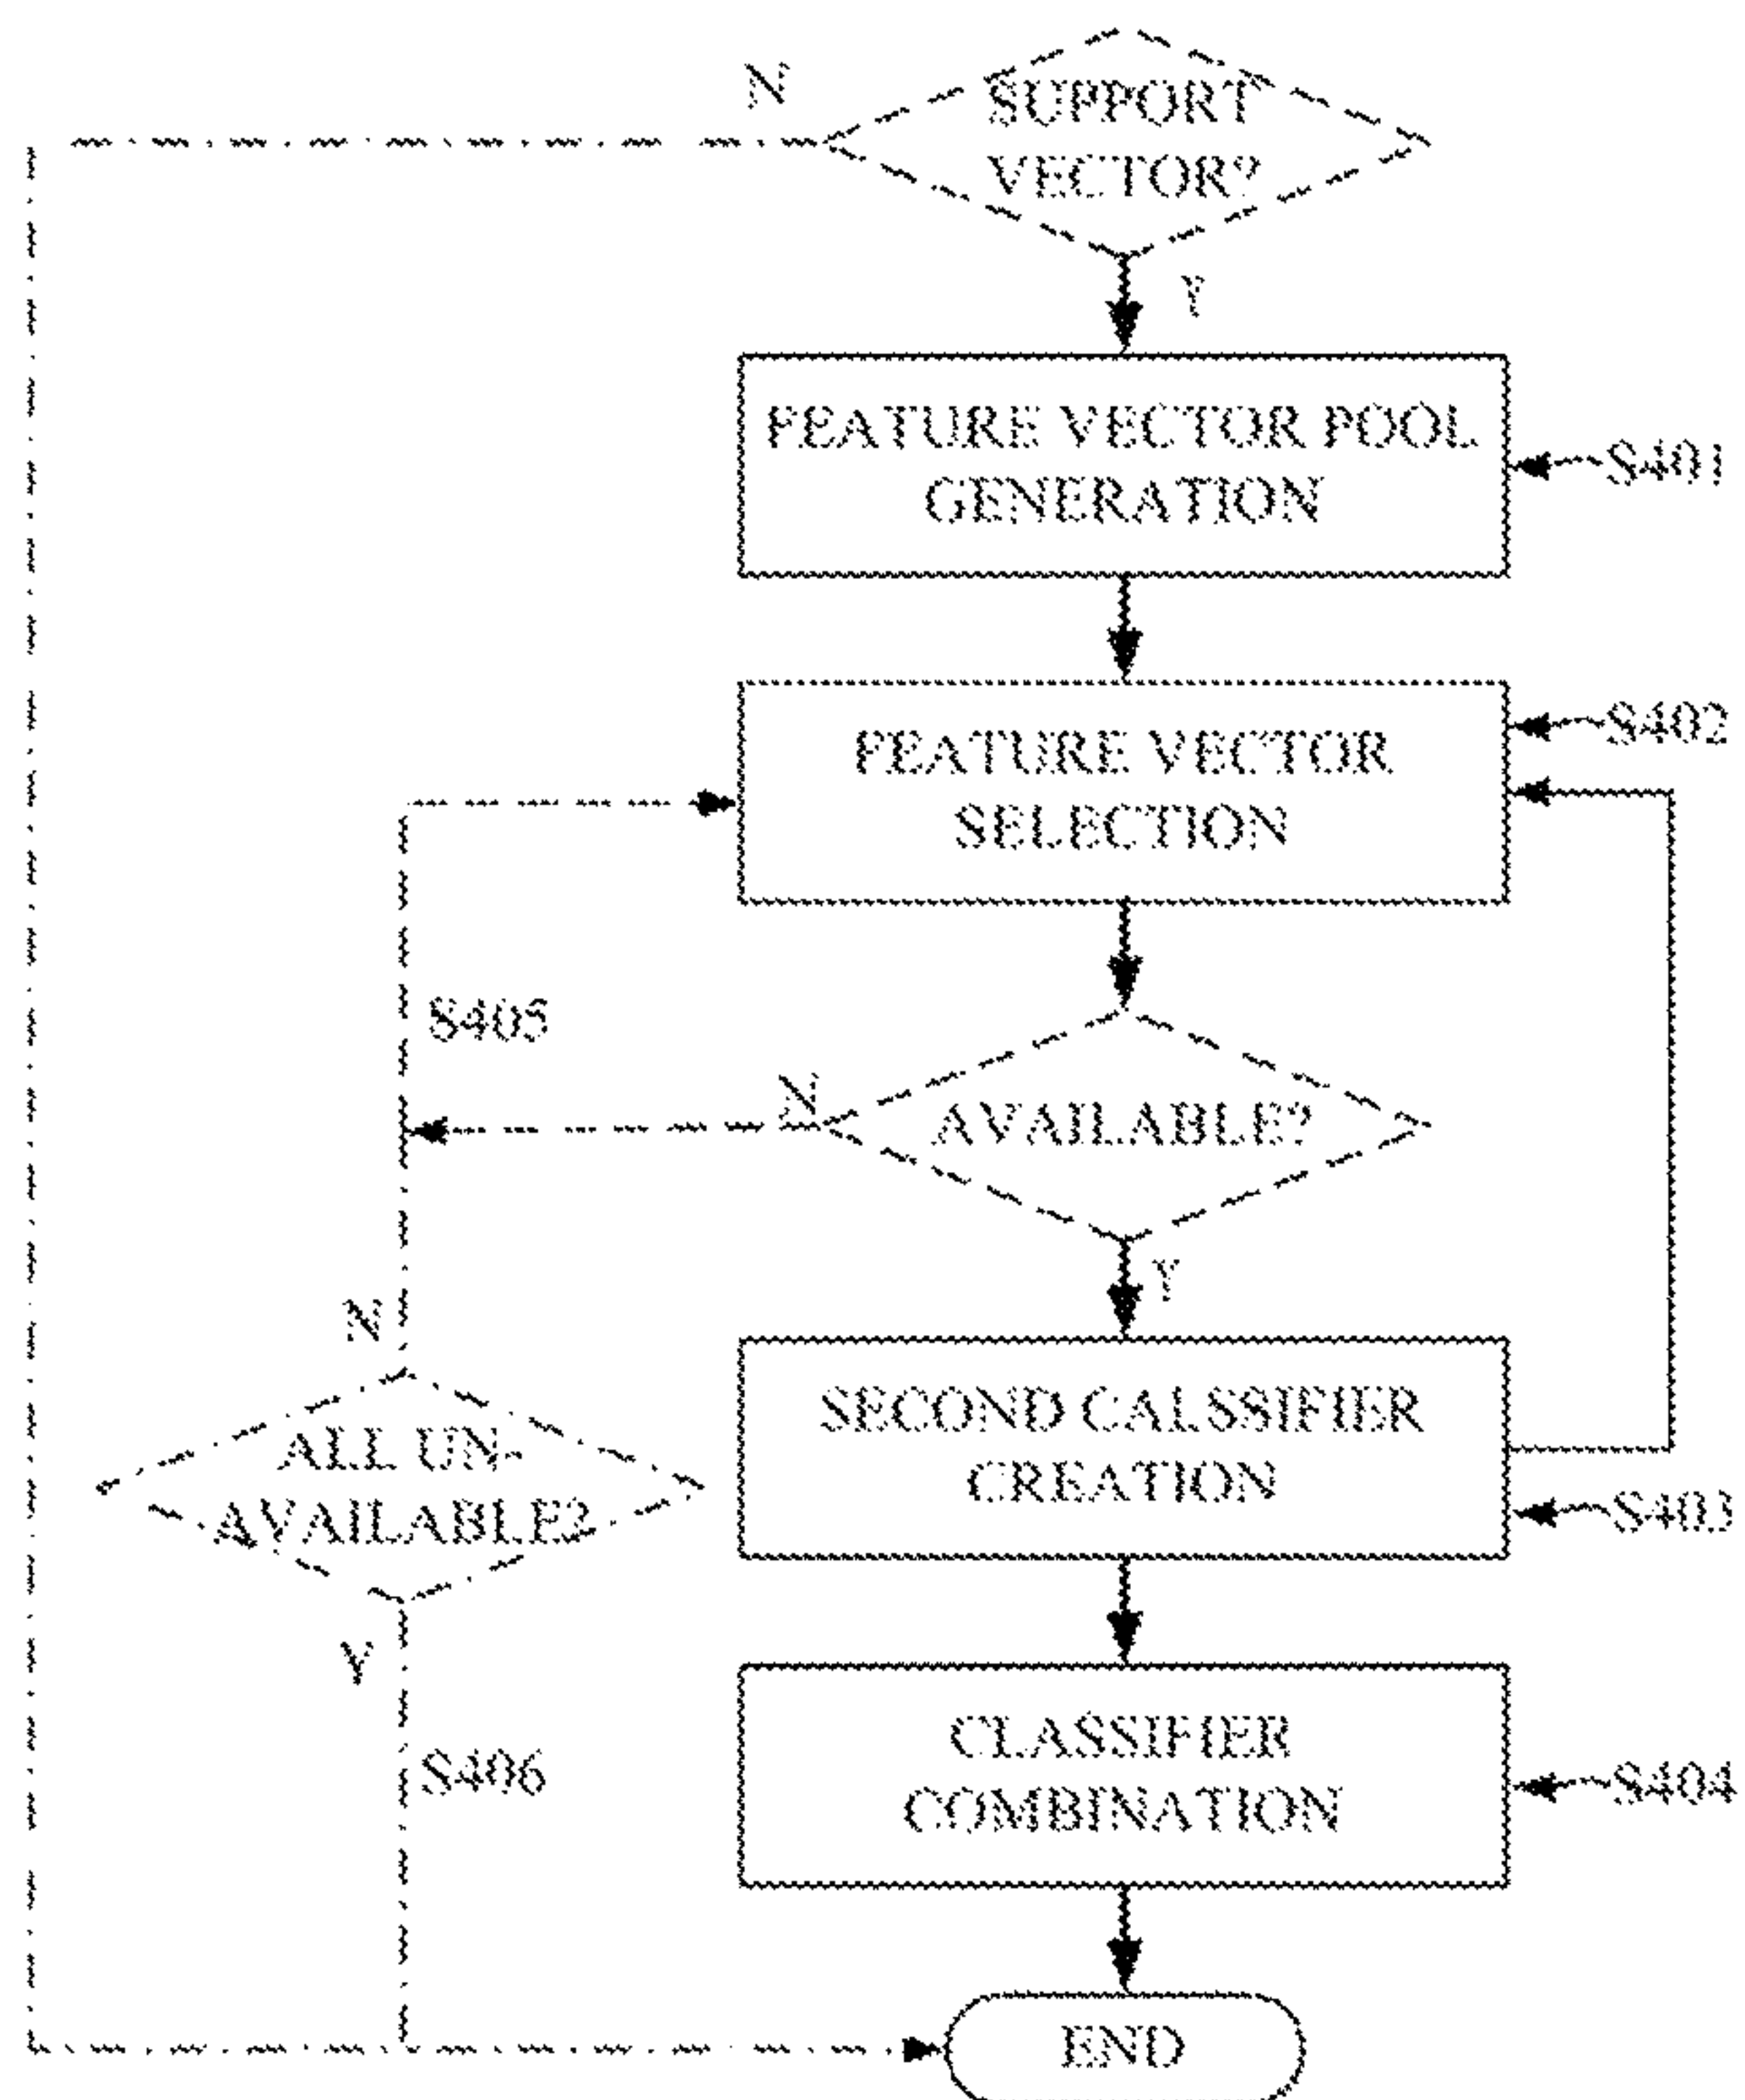 N
SUPPORT
VECTOR?
Y
FEATURE VECTOR POOL
GENERATION
S401
FEATURE VECTOR
SELECTION
S402
S405
N
AVAILABLE?
Y
N
ALL UN-
AVAILABLE?
SECOND CALSSIFIER
CREATION
S403
Y
S406
CLASSIFIER
COMBINATION
S404
END